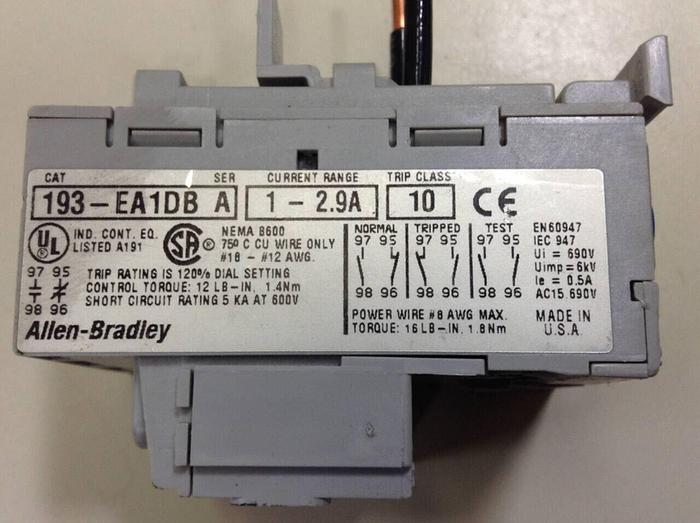 CAT SER CURRENT RANGE TRIP CLASS
193-EA1DB A 1 - 2.9A 10 CE
UL IND. CONT. EQ. LISTED A191
SA ® NEMA B600
75º C CU WIRE ONLY
#18 - #12 AWG.
97 95
98 96
TRIP RATING IS 120% DIAL SETTING
CONTROL TORQUE: 12 LB-IN, 1.4Nm
SHORT CIRCUIT RATING 5 KA AT 600V
Allen-Bradley
NORMAL TRIPPED TEST
97 95 97 95 97 95
98 96 98 96 98 96
POWER WIRE #8 AWG MAX.
TORQUE: 16 LB-IN, 1.8Nm
EN60947
IEC 947
Ui = 690V
Uimp = 6kV
Ie = 0.5A
AC15,690V
MADE IN
U.S.A.